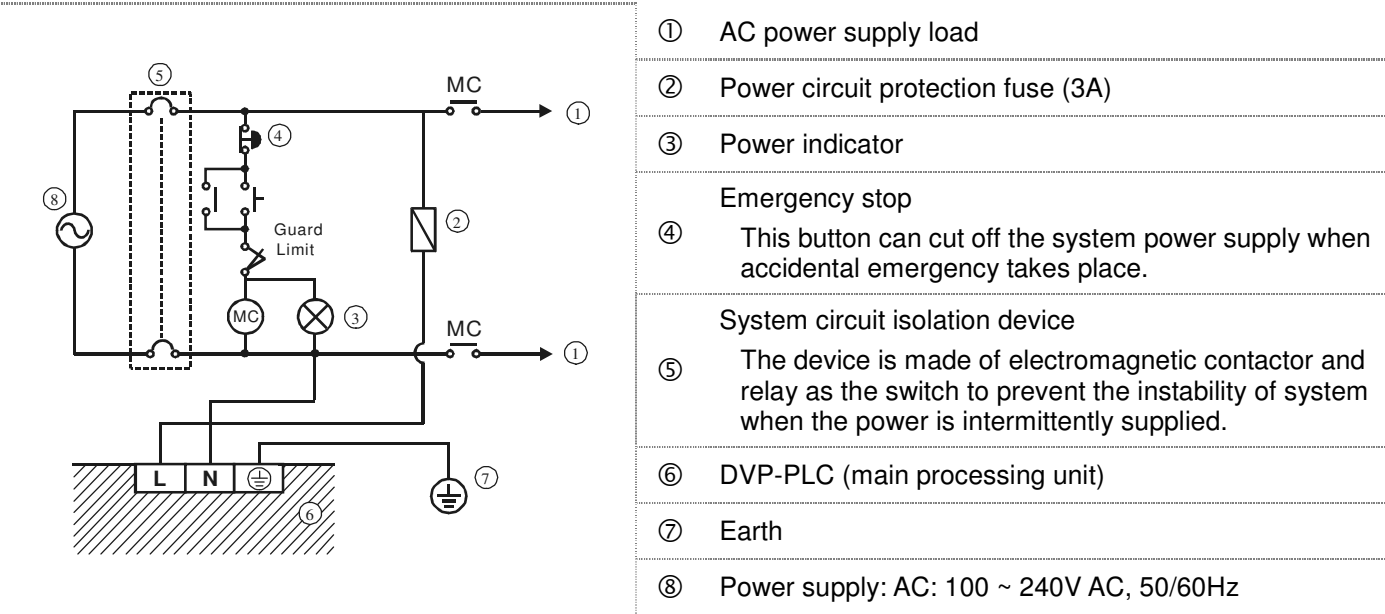 ⑤
MC
①
④
⑧
②
Guard
Limit
MC
③
MC
①
L N
⑦
⑥
① AC power supply load
② Power circuit protection fuse (3A)
③ Power indicator
④ Emergency stop
This button can cut off the system power supply when
accidental emergency takes place.
⑤ System circuit isolation device
The device is made of electromagnetic contactor and
relay as the switch to prevent the instability of system
when the power is intermittently supplied.
⑥ DVP-PLC (main processing unit)
⑦ Earth
⑧ Power supply: AC: 100 ~ 240V AC, 50/60Hz